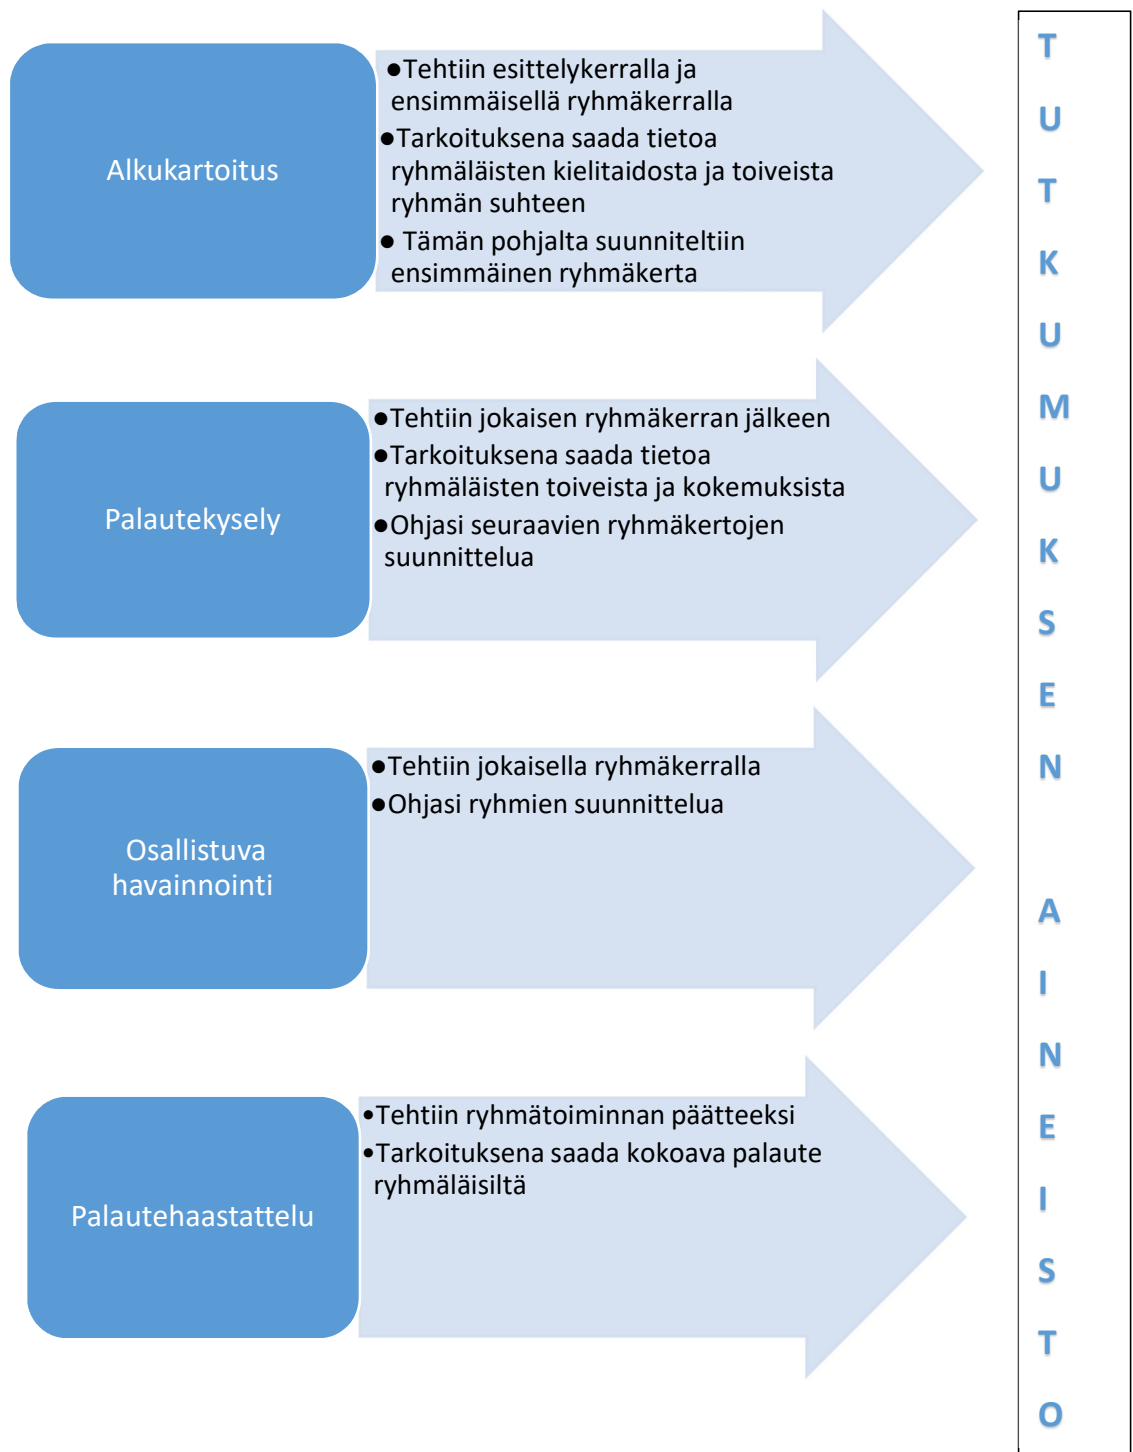 Alkukartoitus
●Tehtiin esittelykerralla ja
ensimmäisellä ryhmäkerralla
●Tarkoituksena saada tietoa
ryhmäläisten kielitaidosta ja toiveista
ryhmän suhteen
● Tämän pohjalta suunniteltiin
ensimmäinen ryhmäkerta
Palautekysely
●Tehtiin jokaisen ryhmäkerran jälkeen
●Tarkoituksena saada tietoa
ryhmäläisten toiveista ja kokemuksista
●Ohjasi seuraavien ryhmäkertojen
suunnittelua
Osallistuva
havainnointi
●Tehtiin jokaisella ryhmäkerralla
●Ohjasi ryhmien suunnittelua
Palautehaastattelu
•Tehtiin ryhmätoiminnan päätteeksi
•Tarkoituksena saada kokoava palaute
ryhmäläisiltä
T
U
T
K
U
M
U
K
S
E
N
A
I
N
E
I
S
T
O